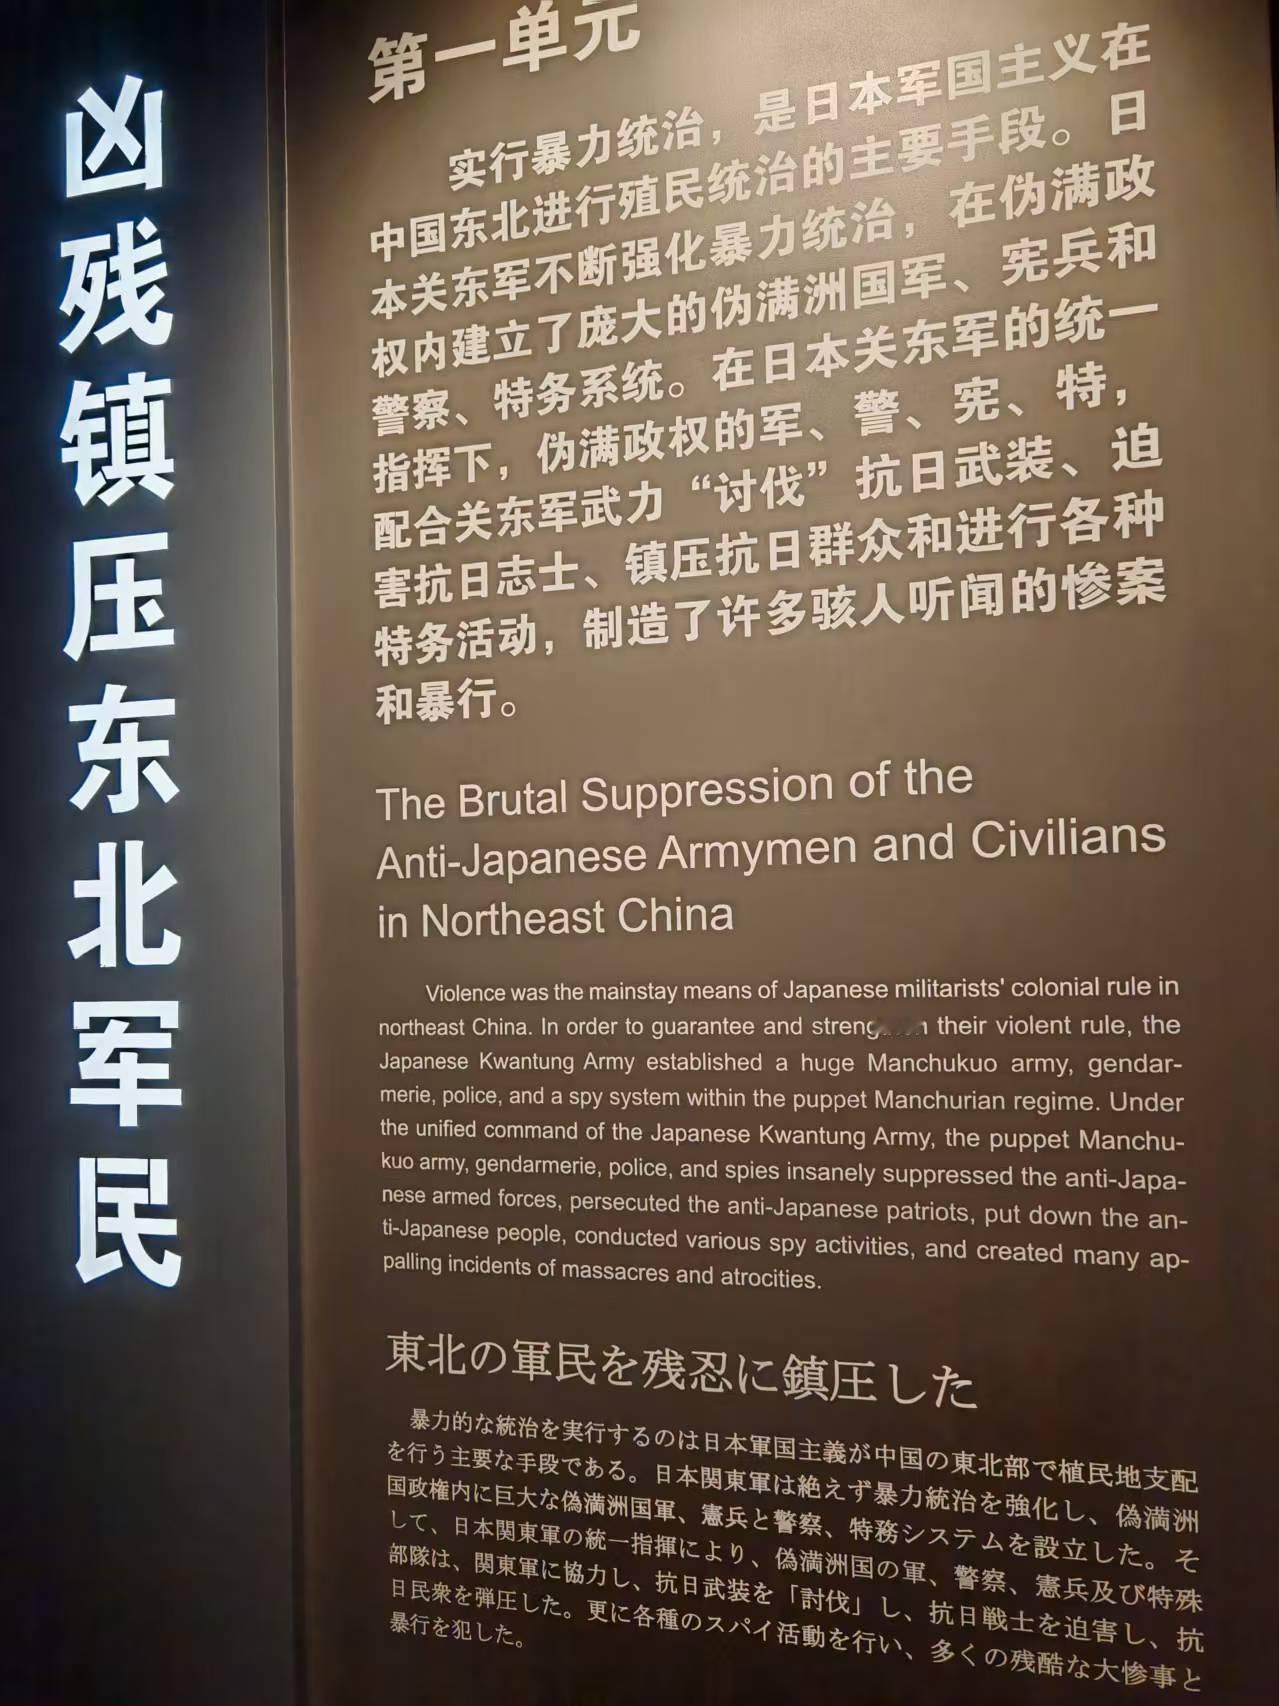 凶残镇压东北军民
第一单元
实行暴力统治，是日本军国主义在
中国东北进行殖民统治的主要手段。日
本关东军不断强化暴力统治，在伪满政
权内建立了庞大的伪满洲国军、宪兵和
警察、特务系统。在日本关东军的统一
指挥下，伪满政权的军、警、宪、特，
配合关东军武力“讨伐”抗日武装、迫
害抗日志士、镇压抗日群众和进行各种
特务活动，制造了许多骇人听闻的惨案
和暴行。
The Brutal Suppression of the
Anti-Japanese Armymen and Civilians
in Northeast China
Violence was the mainstay means of Japanese militarists' colonial rule in
northeast China. In order to guarantee and their violent rule, the
Japanese Kwantung Army established a huge Manchukuo army, gendar-
merie, police, and a spy system within the puppet Manchurian regime. Under
the unified command of the Japanese Kwantung Army, the puppet Manchu-
kuo army, gendarmerie, police, and spies insanely suppressed the anti-Japa-
nese armed forces, persecuted the anti-Japanese patriots, put down the an-
ti-Japanese people, conducted various spy activities, and created many ap-
palling incidents of massacres and atrocities.
東北の軍民を残忍に鎮圧した
暴力的な統治を実行するのは日本軍国主義が中国の東北部で植民地支配
を行う主要な手段である。日本関東軍は絶えず暴力統治を強化し、偽満洲
国政権内に巨大な偽満洲国軍、憲兵と警察、特務システムを設立した。そ
して、日本関東軍の統一指揮により、偽満洲国の軍、警察、憲兵及び特殊
部隊は、関東軍に協力し、抗日武装を「討伐」し、抗日戦士を迫害し、抗
日民衆を弾圧した。更に各種のスパイ活動を行い、多くの残酷な大惨事と
暴行を犯した。